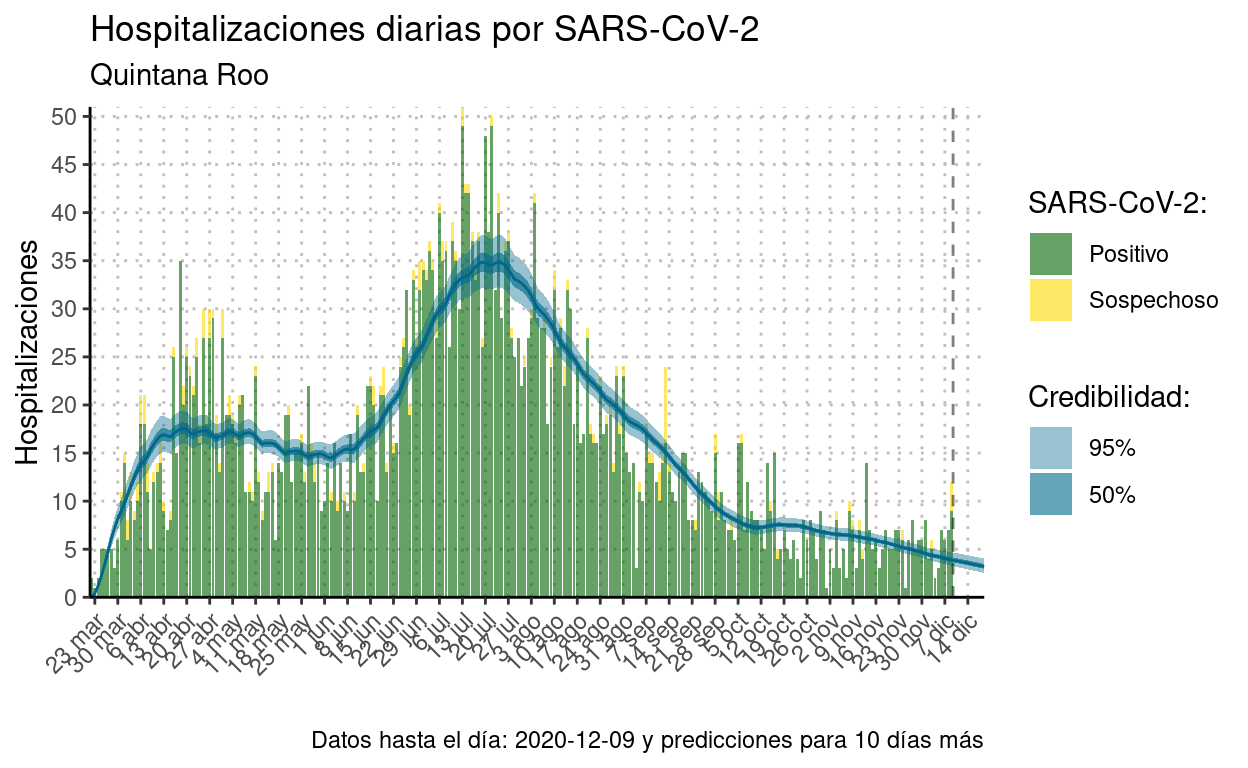 Hospitalizaciones diarias por SARS-CoV-2
Quintana Roo
Hospitalizaciones
50
45
40
35
30
25
20
15
10
5
0
23 mar
30 mar
6 abr
13 abr
20 abr
27 abr
4 may
11 may
18 may
25 may
1 jun
8 jun
15 jun
22 jun
29 jun
6 jul
13 jul
20 jul
27 jul
3 ago
10 ago
17 ago
24 ago
31 ago
7 sep
14 sep
21 sep
28 sep
5 oct
12 oct
19 oct
26 oct
2 nov
9 nov
16 nov
23 nov
30 nov
7 dic
14 dic
SARS-CoV-2:
Positivo
Sospechoso
Credibilidad:
95%
50%
Datos hasta el día: 2020-12-09 y predicciones para 10 días más